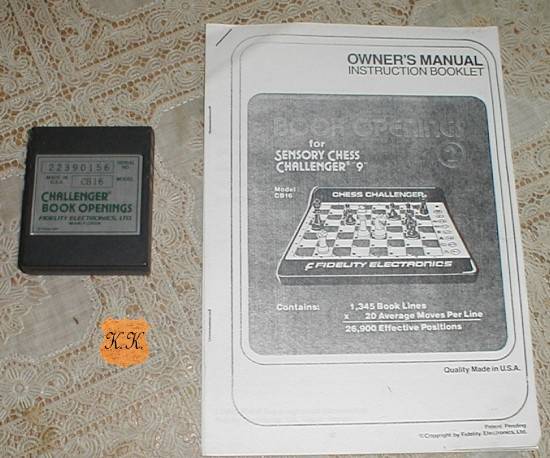 22390156
SERIAL NO.
MADE IN U.S.A.
CB16
MODEL
CHALLENGER®
BOOK OPENINGS
FIDELITY ELECTRONICS, LTD.
K.K.
OWNER'S MANUAL
INSTRUCTION BOOKLET
BOOK OPENINGS
2
for
SENSORY CHESS
CHALLENGER® 9™
Model
CB16
CHESS CHALLENGER
FIDELITY ELECTRONICS
Contains: 1,345 Book Lines
x 20 Average Moves Per Line
26,900 Effective Positions
Quality Made in U.S.A.
Patent Pending
©Copyright by Fidelity Electronics, Ltd.